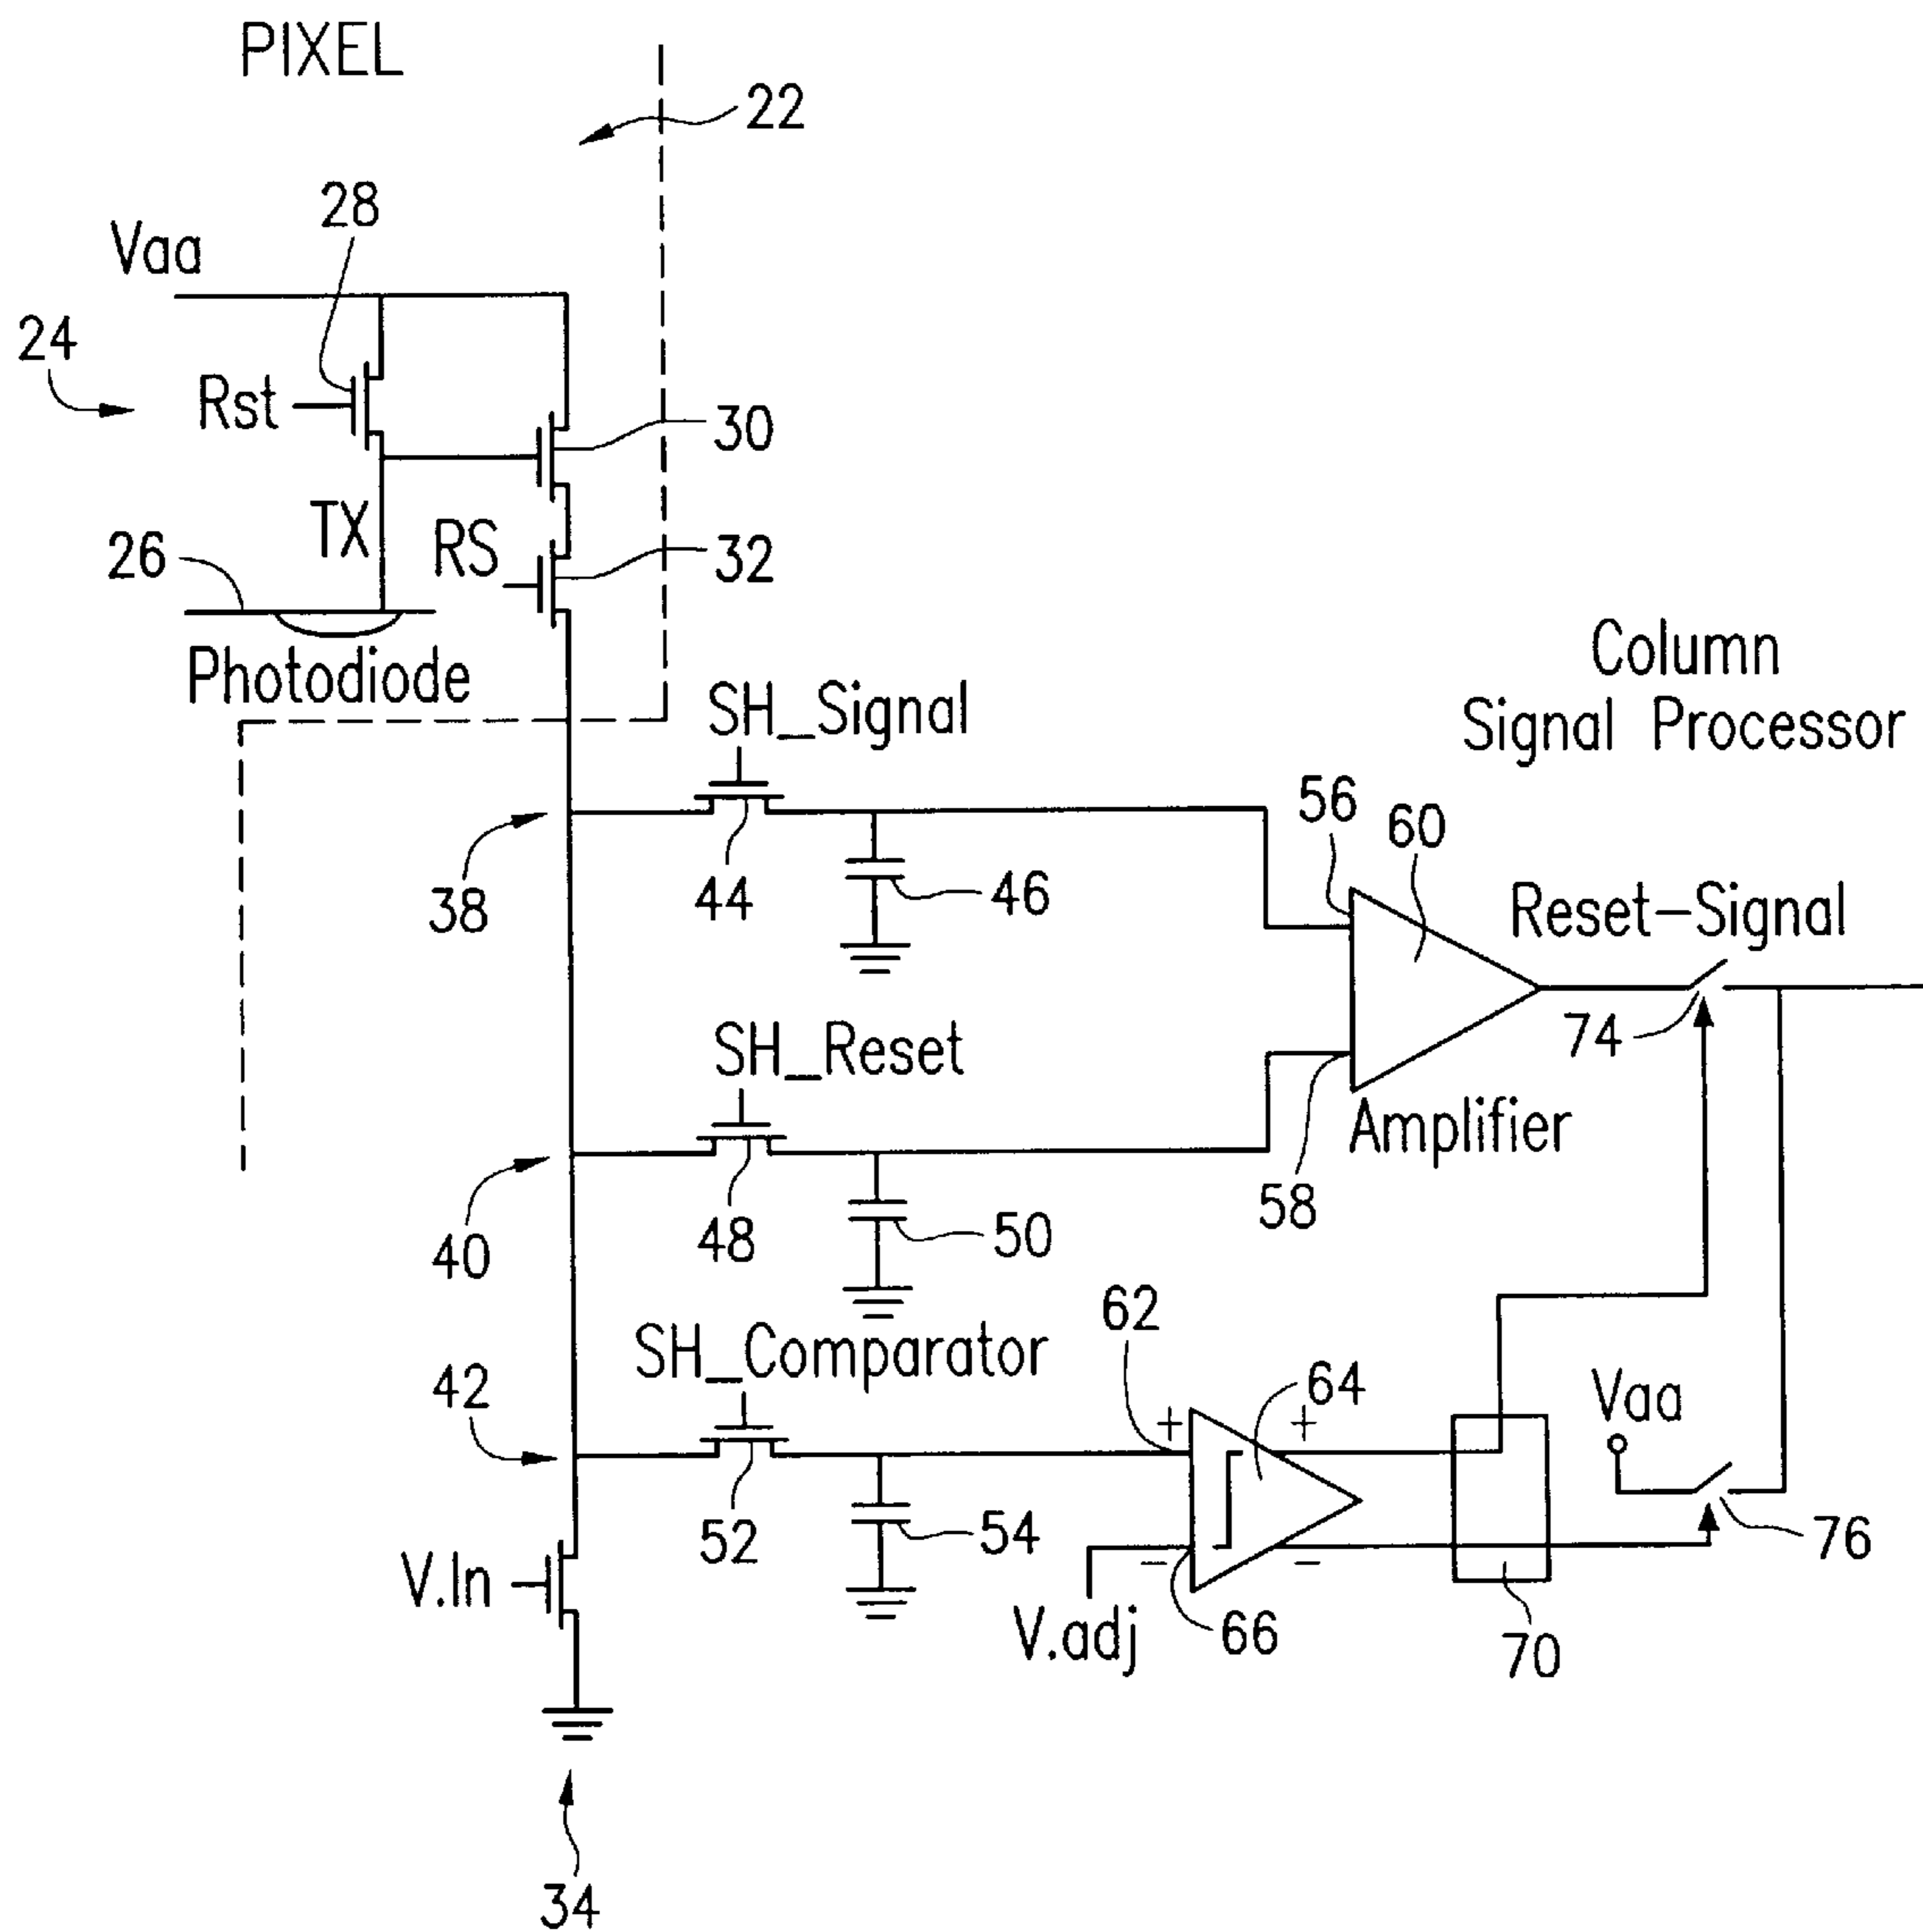 PIXEL
22
28
Vaa
24
Rst
30
TX
RS
26
32
Photodiode
Column
Signal Processor
SH_Signal
56
60
38
44
46
Reset-Signal
SH_Reset
74
Amplifier
58
40
48
50
62
SH_Comparator
42
64
Vaa
+
+
52
54
76
V.In
-
-
V.adj
66
70
34